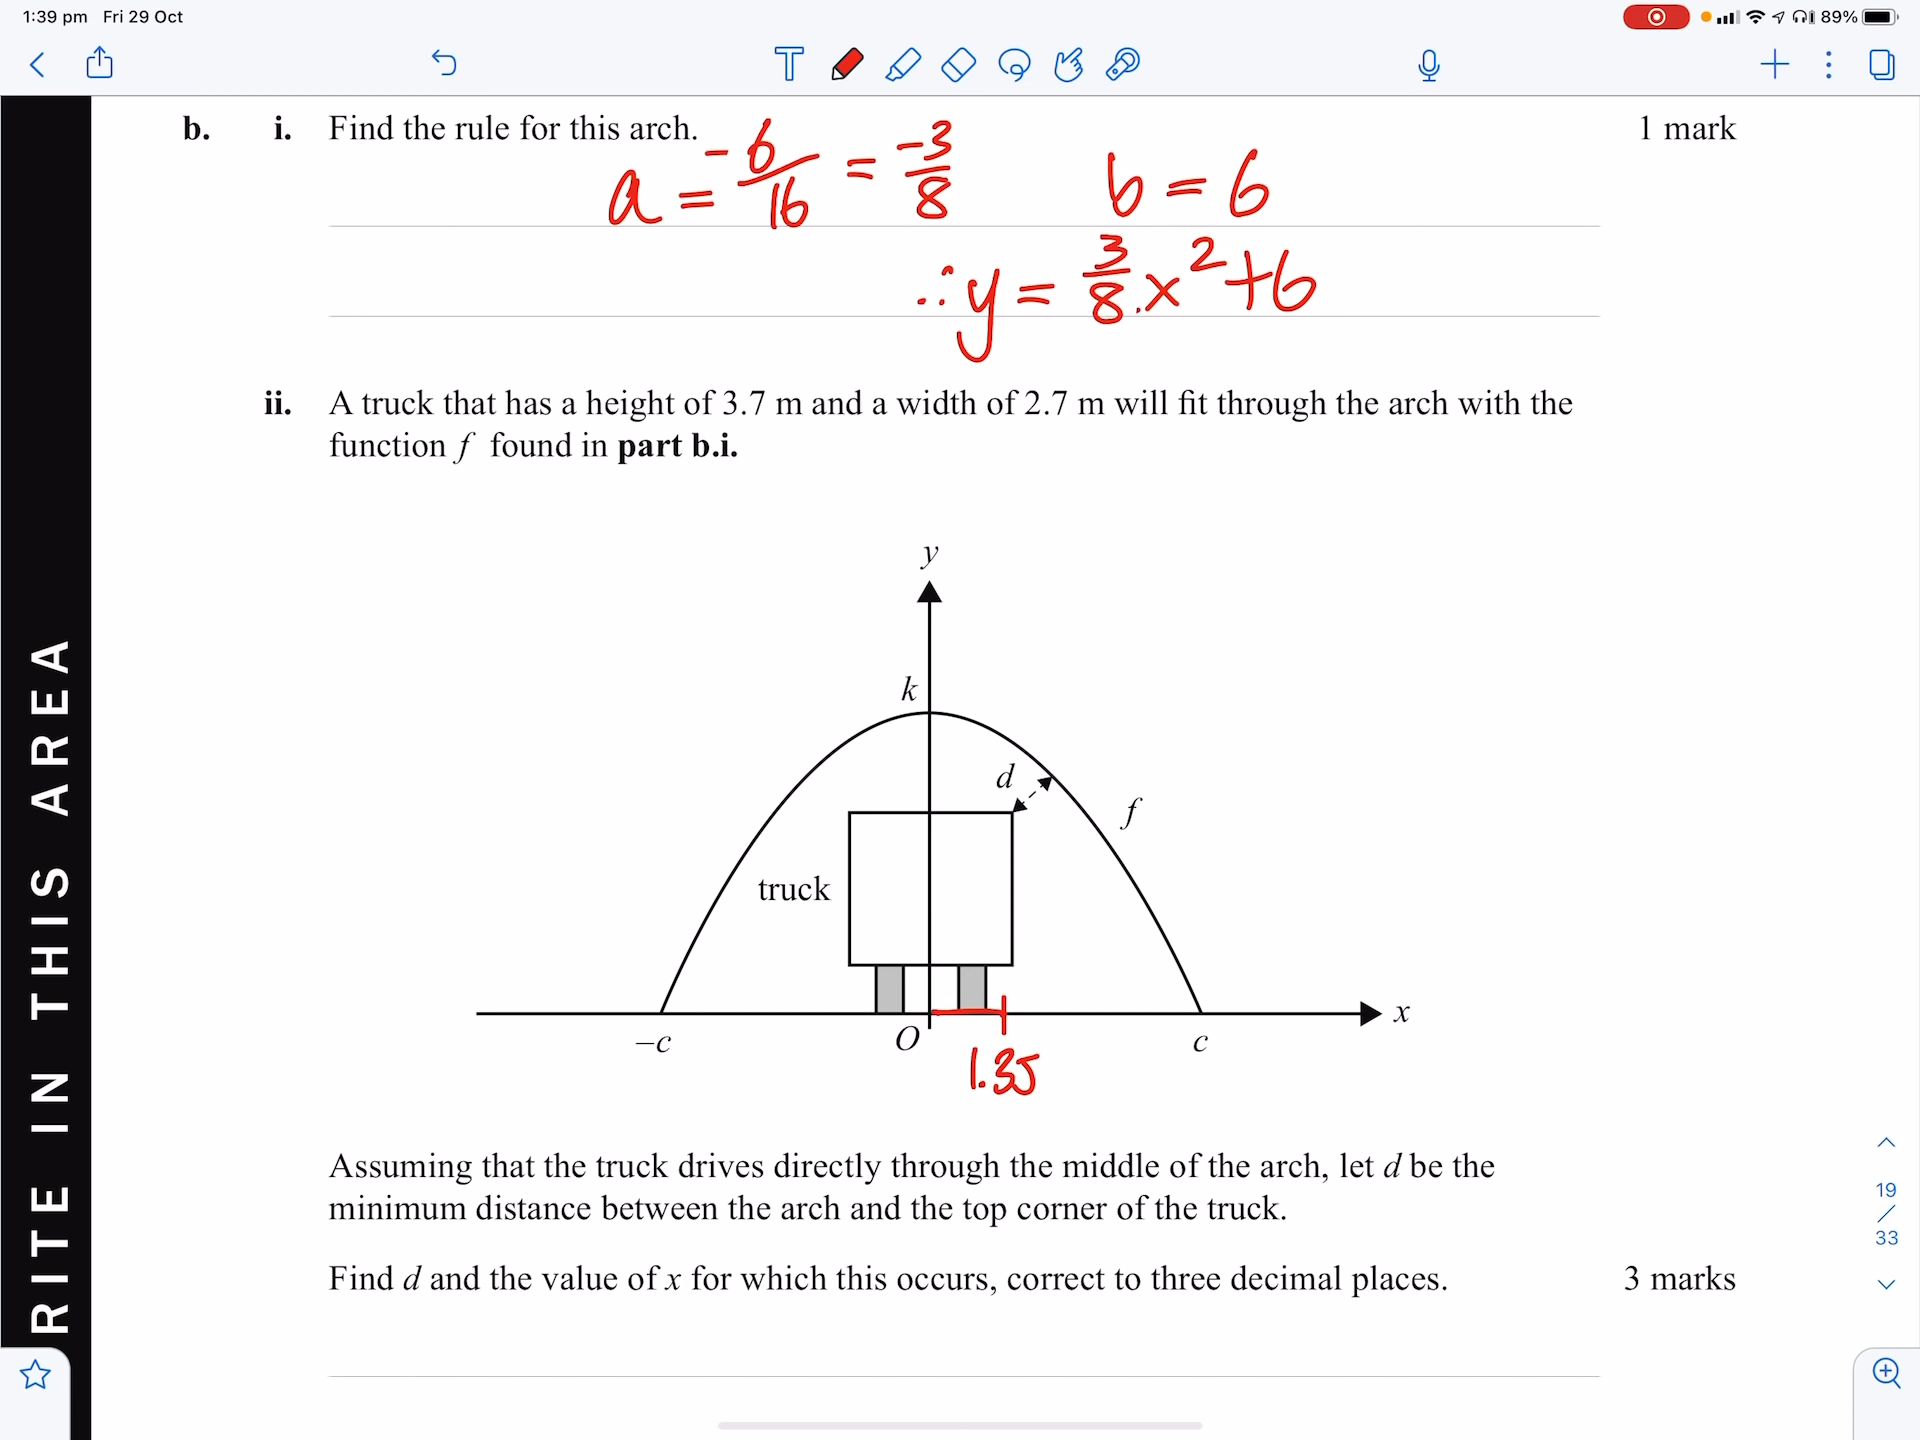 1:39 pm Fri 29 Oct
89%
b. i. Find the rule for this arch. 1 mark
a = -6/16 = -3/8 b = 6
∴ y = 3/8 x² + 6
ii. A truck that has a height of 3.7 m and a width of 2.7 m will fit through the arch with the
function f found in part b.i.
y
k
d
f
truck
x
−c
O
c
1.35
Assuming that the truck drives directly through the middle of the arch, let d be the
minimum distance between the arch and the top corner of the truck.
Find d and the value of x for which this occurs, correct to three decimal places. 3 marks
RITE IN THIS AREA
19
/
33